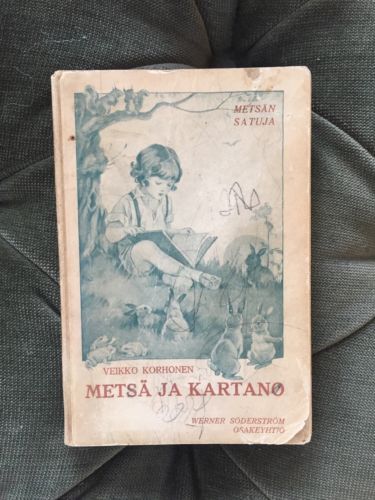 METSÄN
SATUJA
VEIKKO KORHONEN
METSÄ JA KARTANO
WERNER SÖDERSTRÖM
OSAKEYHTIÖ